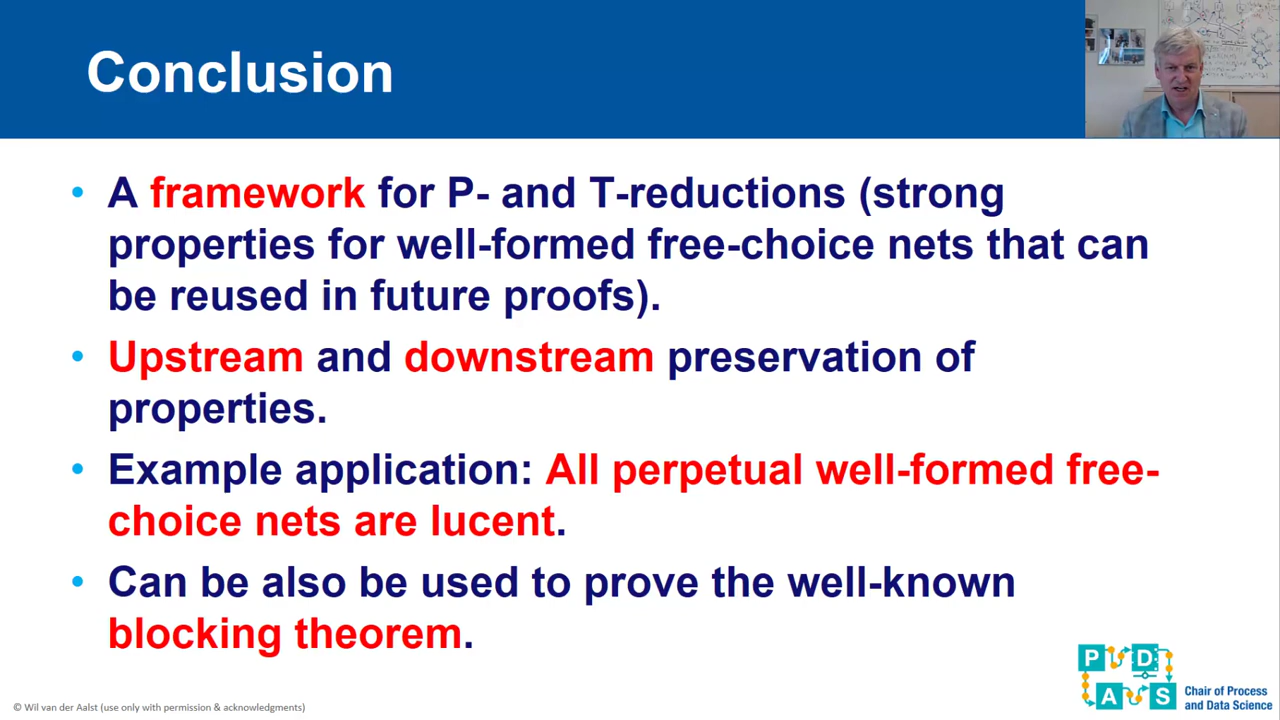 Conclusion
• A framework for P- and T-reductions (strong
properties for well-formed free-choice nets that can
be reused in future proofs).
• Upstream and downstream preservation of
properties.
• Example application: All perpetual well-formed free-
choice nets are lucent.
• Can be also be used to prove the well-known
blocking theorem.
© Wil van der Aalst (use only with permission & acknowledgments)
P D
A S
Chair of Process
and Data Science